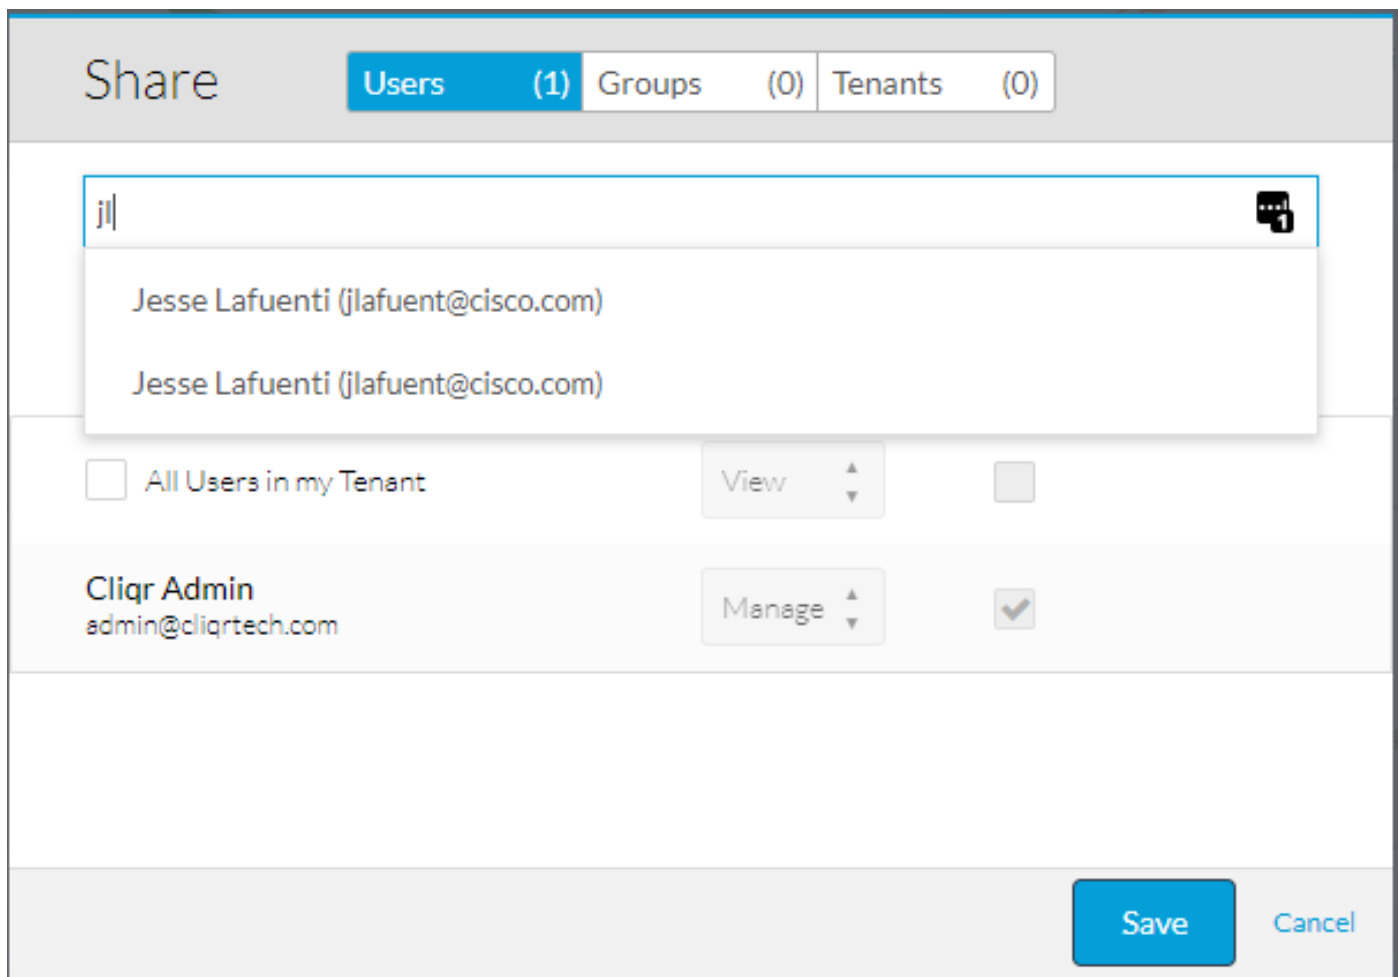 Share
Users (1) Groups (0) Tenants (0)
jl
1
Jesse Lafuenti (jlafuent@cisco.com)
Jesse Lafuenti (jlafuent@cisco.com)
All Users in my Tenant View
Cliqr Admin
admin@cliqrtech.com
Manage
Save Cancel